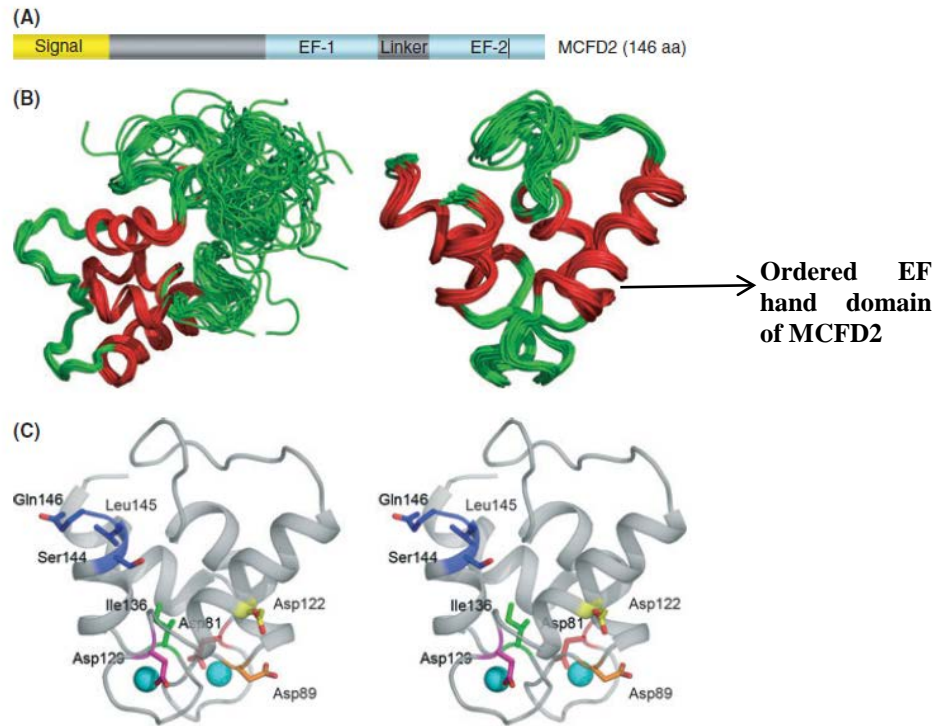 (A)
Signal EF-1 Linker EF-2 MCFD2 (146 aa)
(B)
Ordered EF
hand domain
of MCFD2
(C)
Gln146 Leu145
Ser144
Ile136 Asp81 Asp122
Asp129
Asp89
Gln146 Leu145
Ser144
Ile136 Asp81 Asp122
Asp129
Asp89